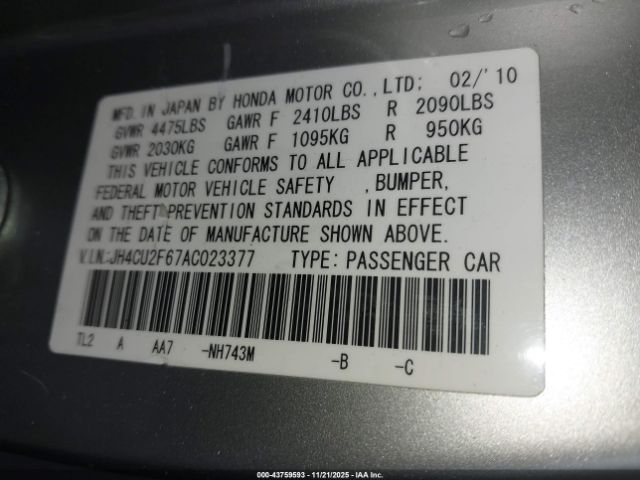 MFD. IN JAPAN BY HONDA MOTOR CO.,LTD: 02/'10
GVWR 4475LBS GAWR F 2410LBS R 2090LBS
GVWR 2030KG GAWR F 1095KG R 950KG
THIS VEHICLE CONFORMS TO ALL APPLICABLE
FEDERAL MOTOR VEHICLE SAFETY ,BUMPER,
AND THEFT PREVENTION STANDARDS IN EFFECT
ON THE DATE OF MANUFACTURE SHOWN ABOVE.
V.I.N.:JH4CU2F67AC023377 TYPE: PASSENGER CAR
TL2 A AA7 -NH743M -B -C
000-43759593 - 11/21/2025 - IAA Inc.